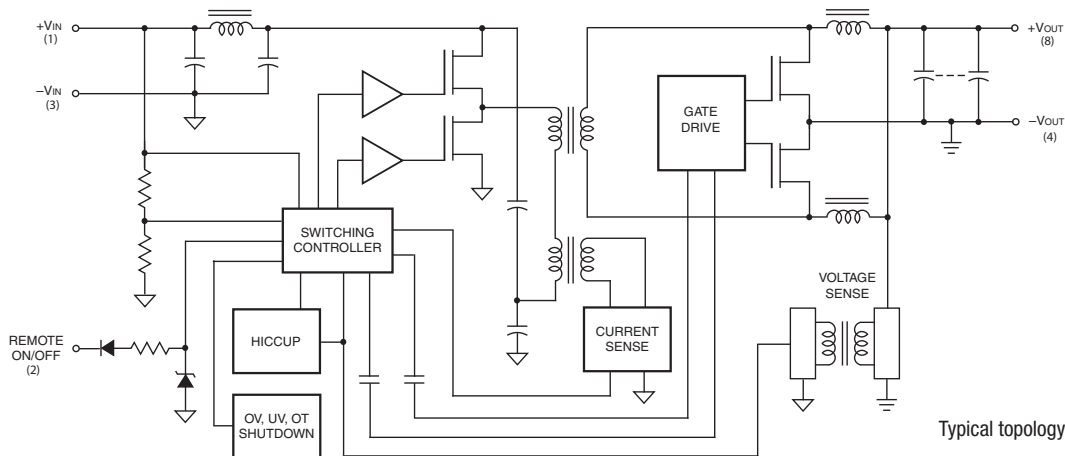 +VIN
(1)
−VIN
(3)
+VOUT
(8)
−VOUT
(4)
GATE
DRIVE
SWITCHING
CONTROLLER
VOLTAGE
SENSE
REMOTE
ON/OFF
(2)
HICCUP
CURRENT
SENSE
OV, UV, OT
SHUTDOWN
Typical topology